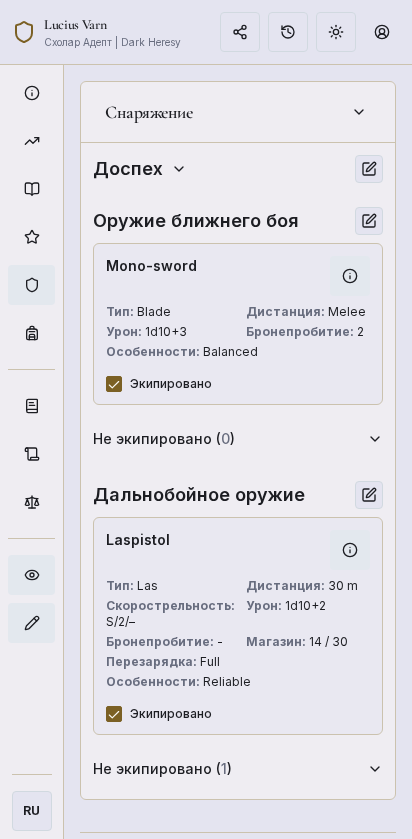 Lucius Varn
Схолар Адепт | Dark Heresy
Снаряжение
Доспех
Оружие ближнего боя
Mono-sword
Тип: Blade Дистанция: Melee
Урон: 1d10+3 Бронепробитие: 2
Особенности: Balanced
Экипировано
Не экипировано (0)
Дальнобойное оружие
Laspistol
Тип: Las Дистанция: 30 m
Скорострельность: Урон: 1d10+2
S/2/–
Бронепробитие: - Магазин: 14 / 30
Перезарядка: Full
Особенности: Reliable
Экипировано
Не экипировано (1)
RU